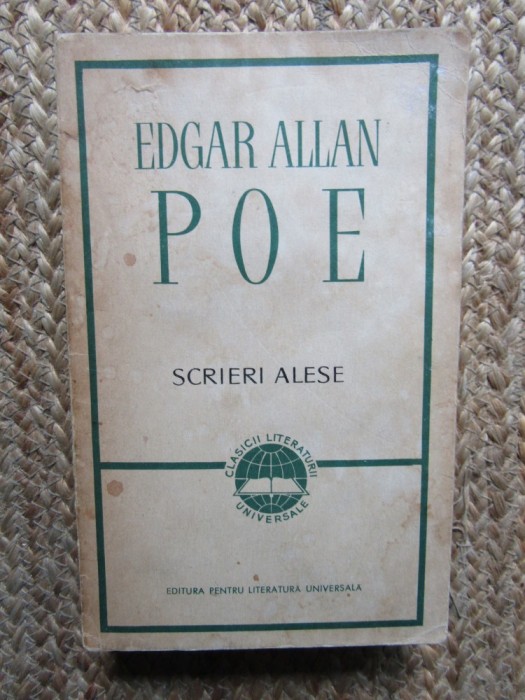 EDGAR ALLAN
POE
SCRIERI ALESE
CLASICII LITERATURII
UNIVERSALE
EDITURA PENTRU LITERATURĂ UNIVERSALĂ